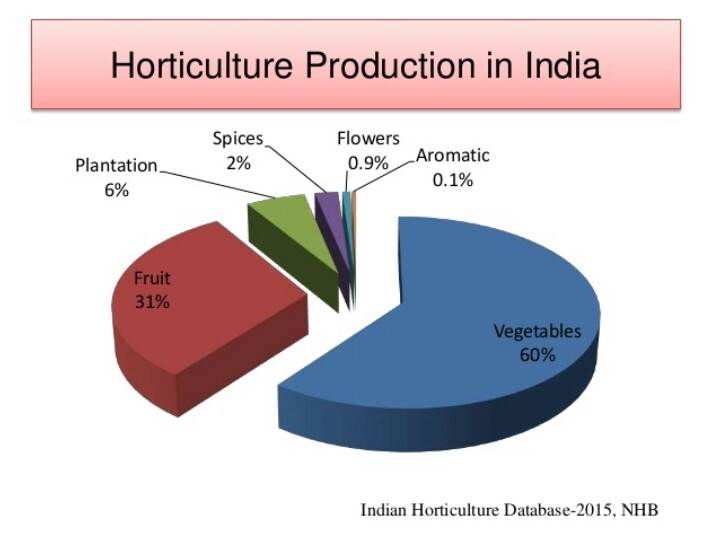 Horticulture Production in India
Spices
2%
Flowers
0.9%
Aromatic
0.1%
Plantation
6%
Fruit
31%
Vegetables
60%
Indian Horticulture Database-2015, NHB